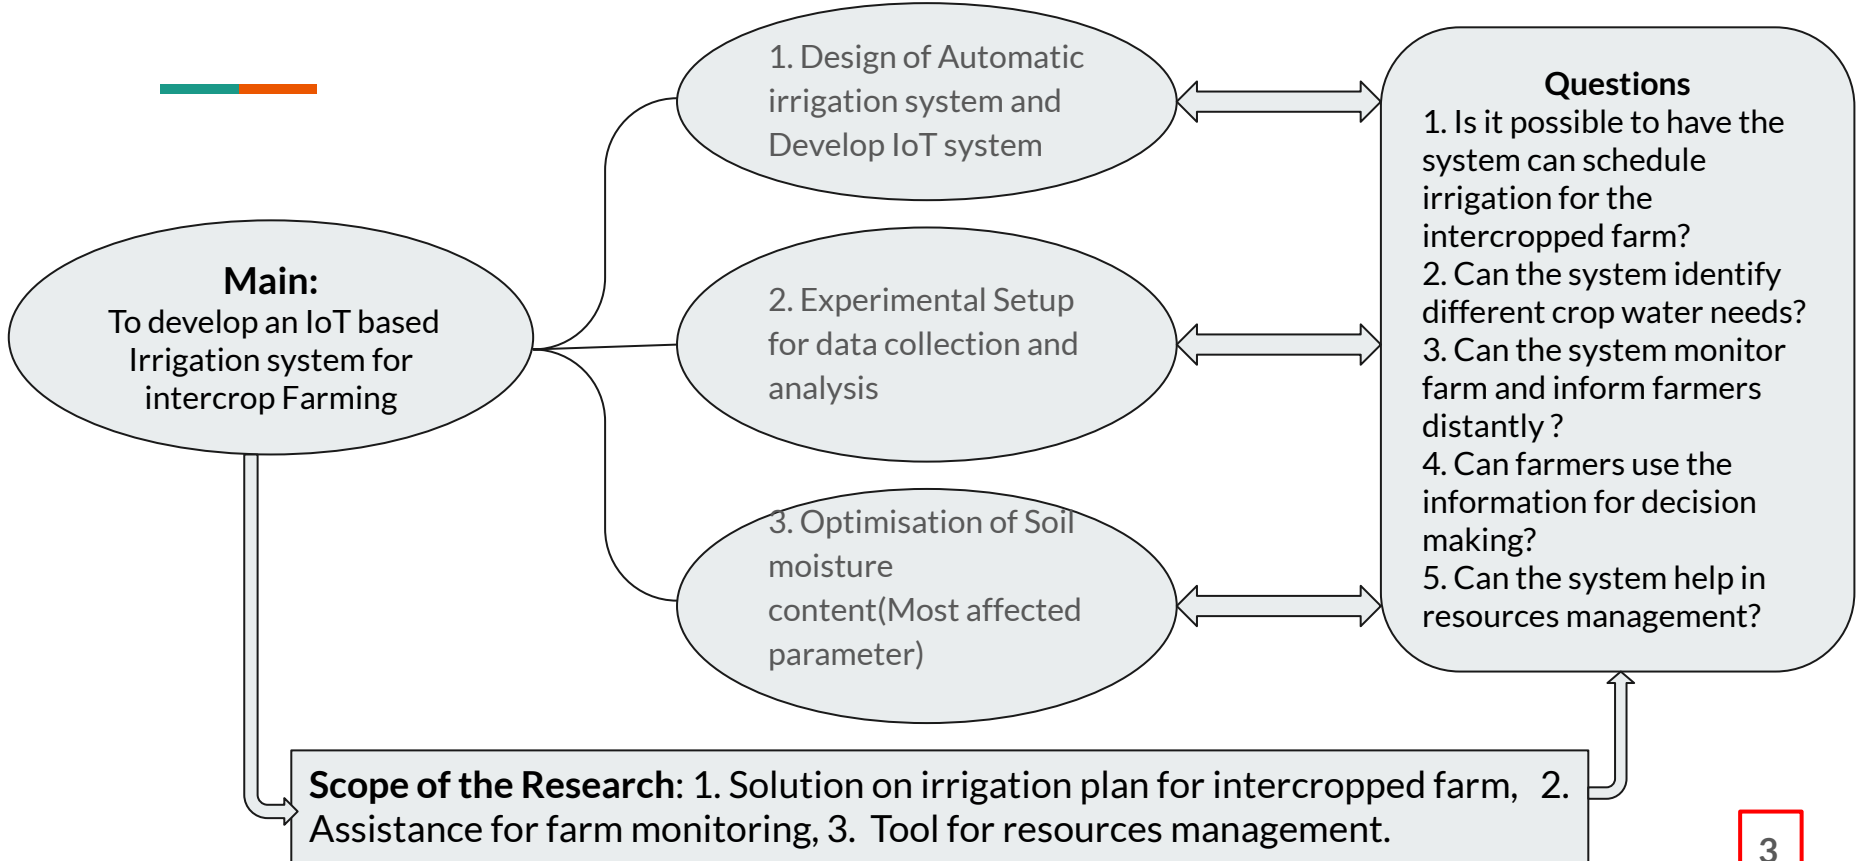 Main:
To develop an IoT based
Irrigation system for
intercrop Farming
1. Design of Automatic
irrigation system and
Develop IoT system
2. Experimental Setup
for data collection and
analysis
3. Optimisation of Soil
moisture
content(Most affected
parameter)
Questions
1. Is it possible to have the
system can schedule
irrigation for the
intercropped farm?
2. Can the system identify
different crop water needs?
3. Can the system monitor
farm and inform farmers
distantly ?
4. Can farmers use the
information for decision
making?
5. Can the system help in
resources management?
Scope of the Research: 1. Solution on irrigation plan for intercropped farm, 2.
Assistance for farm monitoring, 3. Tool for resources management.
3